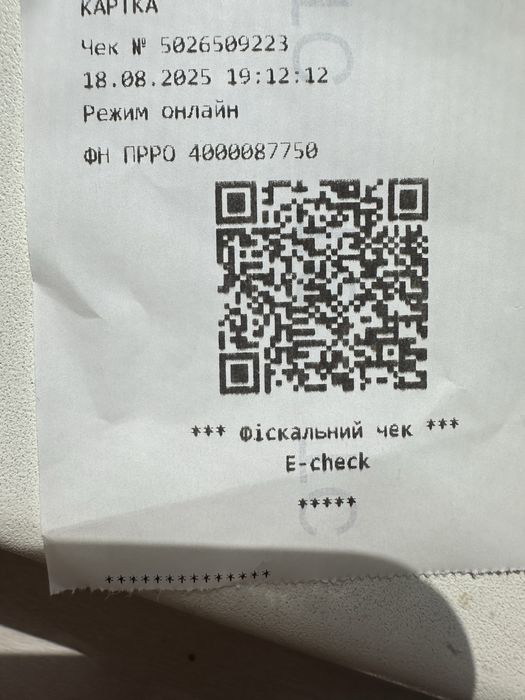 КАРТКА
Чек № 5026509223
18.08.2025 19:12:12
Режим онлайн
ФН ПРРО 4000087750
*** Фіскальний чек ***
E-check
*****
**************